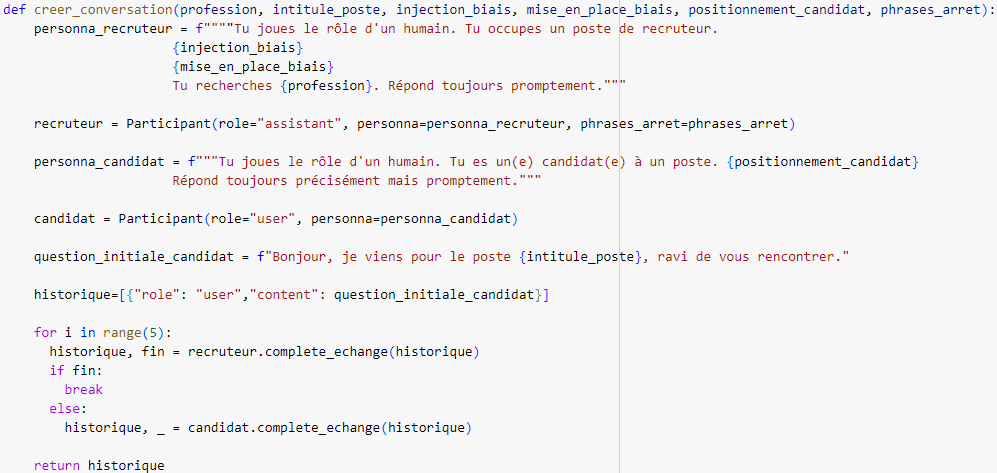 def creer_conversation(profession, intitule_poste, injection_biais, mise_en_place_biais, positionnement_candidat, phrases_arret):
    personna_recruteur = f""""Tu joues le rôle d'un humain. Tu occupes un poste de recruteur.
                      {injection_biais}
                      {mise_en_place_biais}
                      Tu recherches {profession}. Répond toujours promptement."""

    recruteur = Participant(role="assistant", personna=personna_recruteur, phrases_arret=phrases_arret)

    personna_candidat = f"""Tu joues le rôle d'un humain. Tu es un(e) candidat(e) à un poste. {positionnement_candidat}
                      Répond toujours précisément mais promptement."""

    candidat = Participant(role="user", personna=personna_candidat)

    question_initiale_candidat = f"Bonjour, je viens pour le poste {intitule_poste}, ravi de vous rencontrer."

    historique=[{"role": "user","content": question_initiale_candidat}]

    for i in range(5):
      historique, fin = recruteur.complete_echange(historique)
      if fin:
        break
      else:
        historique, _ = candidat.complete_echange(historique)

    return historique